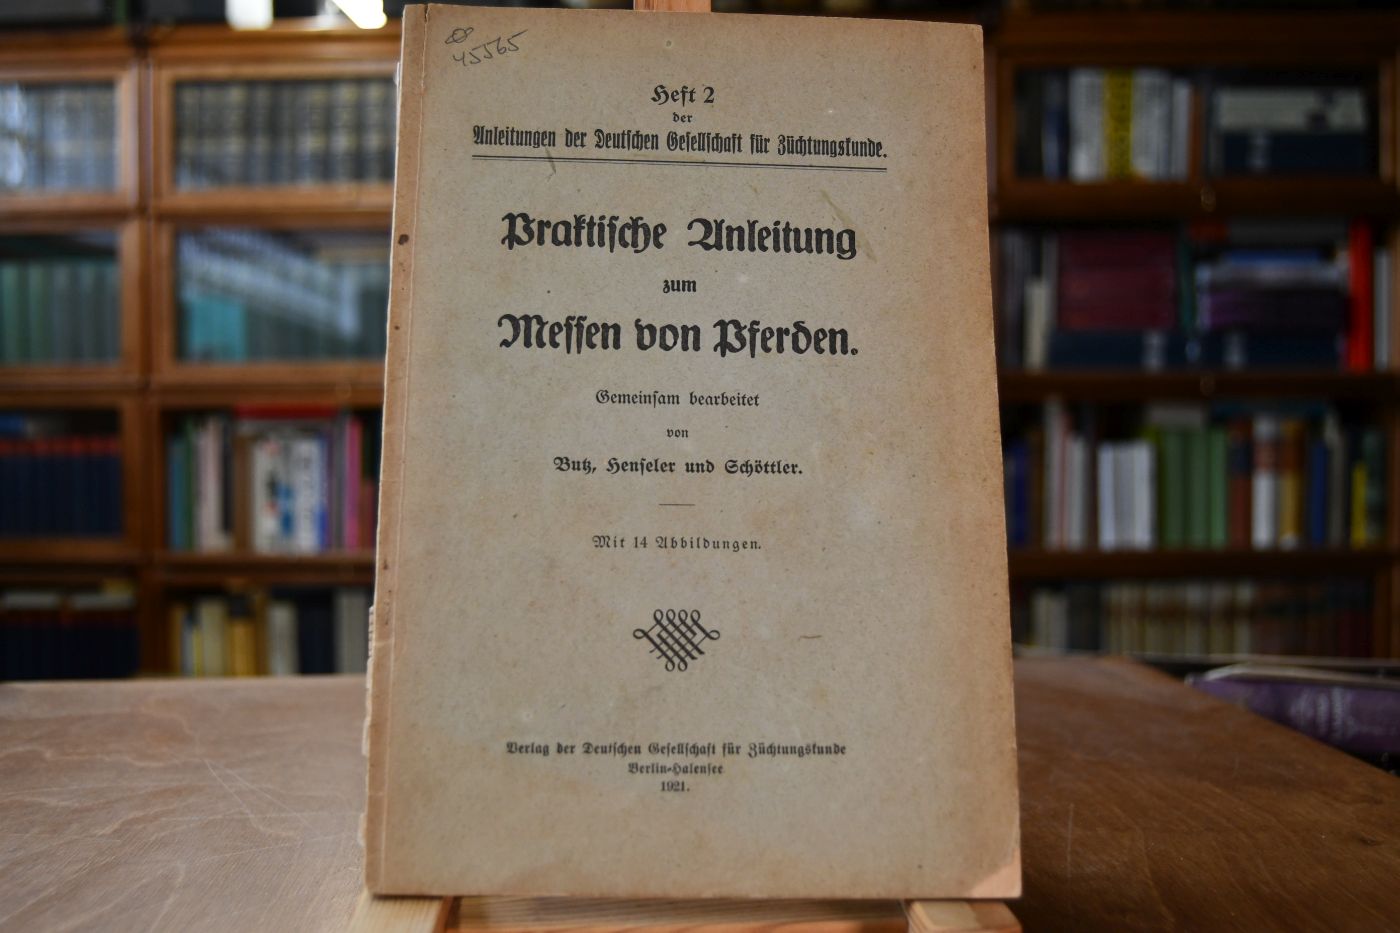 45565
Heft 2
der
Anleitungen der Deutschen Gesellschaft für Züchtungskunde.
Praktische Anleitung
zum
Messen von Pferden.
Gemeinsam bearbeitet
von
Butz, Henseler und Schöttler.
Mit 14 Abbildungen.
Verlag der Deutschen Gesellschaft für Züchtungskunde
Berlin-Halensee
1921.